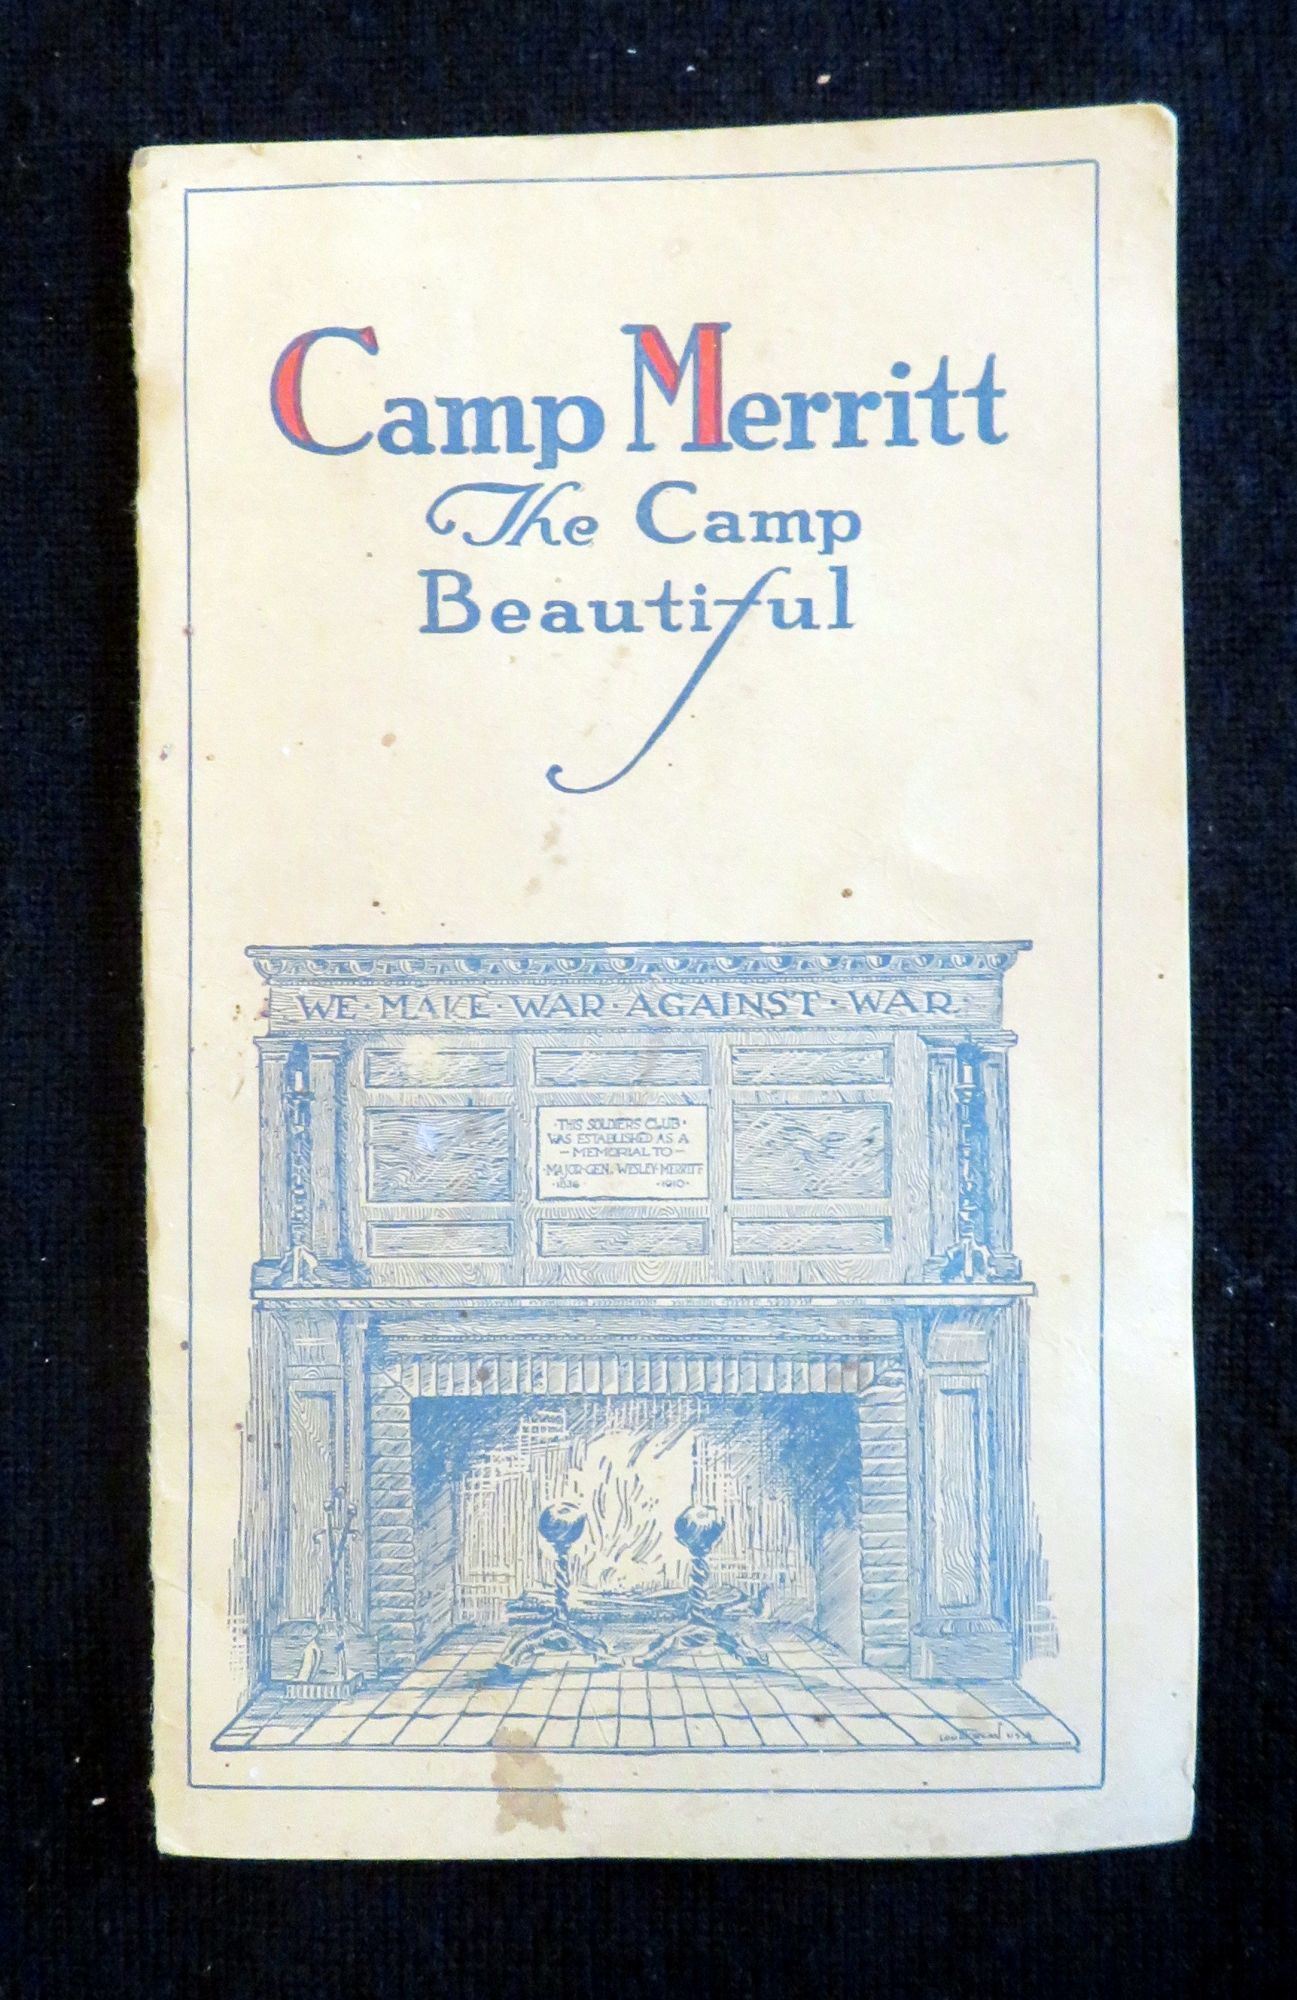 Camp Merritt
The Camp
Beautiful
WE · MAKE · WAR · AGAINST · WAR ·
· THIS SOLDIERS CLUB ·
WAS ESTABLISHED AS A
– MEMORIAL TO –
· MAJOR · GEN. WESLEY · MERRITT
· 1836 · 1910 ·